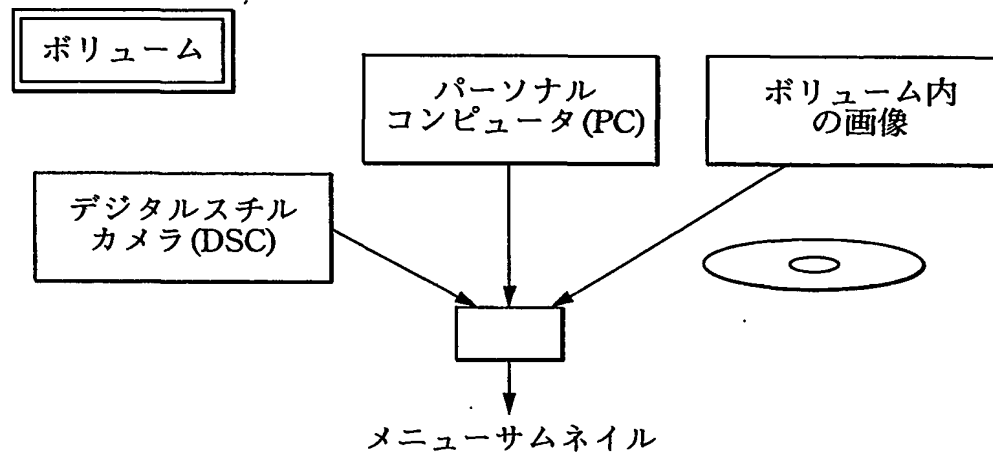 ボリューム
パーソナル
コンピュータ(PC)
ボリューム内
の画像
デジタルスチル
カメラ(DSC)
メニューサムネイル